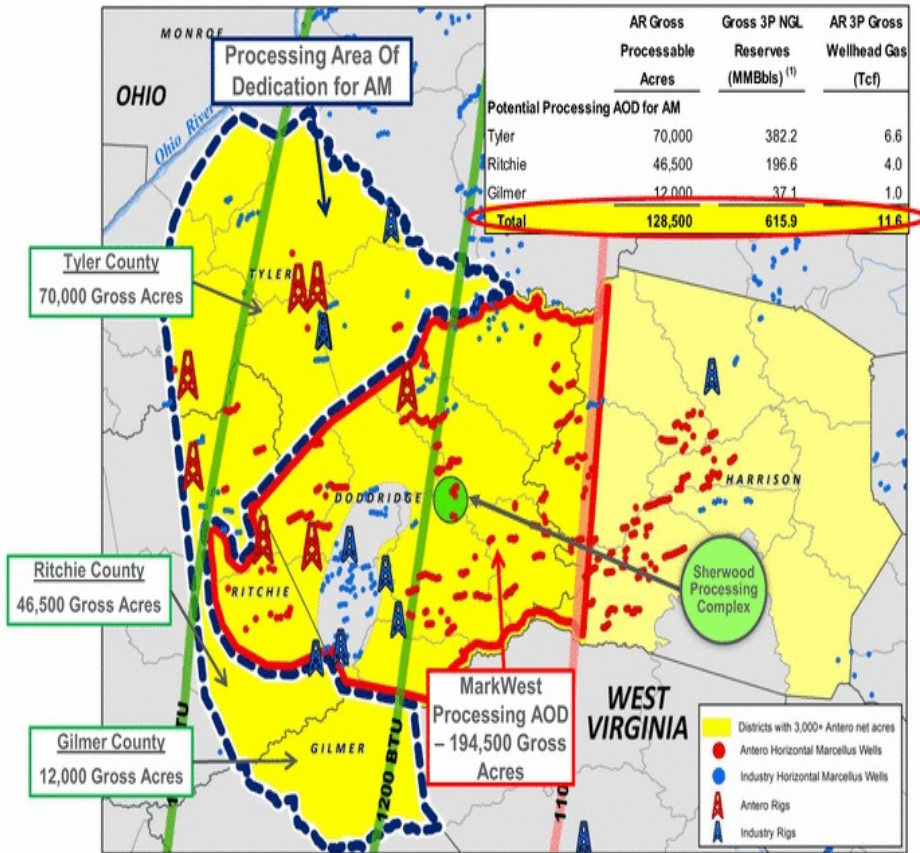 AR Gross Gross 3P NGL AR 3P Gross
Processable Reserves Wellhead Gas
Acres (MMBbls) (1) (Tcf)
Potential Processing AOD for AM
Tyler 70,000 382.2 6.6
Ritchie 46,500 196.6 4.0
Gilmer 12,000 37.1 1.0
Total 128,500 615.9 11.6
MONROE
Processing Area Of
Dedication for AM
OHIO
Ohio River
Tyler County
70,000 Gross Acres
TYLER
HARRISON
DODDRIDGE
Sherwood
Processing
Complex
Ritchie County
46,500 Gross Acres
RITCHIE
MarkWest
Processing AOD
– 194,500 Gross
Acres
WEST
VIRGINIA
Gilmer County
12,000 Gross Acres
GILMER
TU
1200 BTU
110
Districts with 3,000+ Antero net acres
Antero Horizontal Marcellus Wells
Industry Horizontal Marcellus Wells
Antero Rigs
Industry Rigs